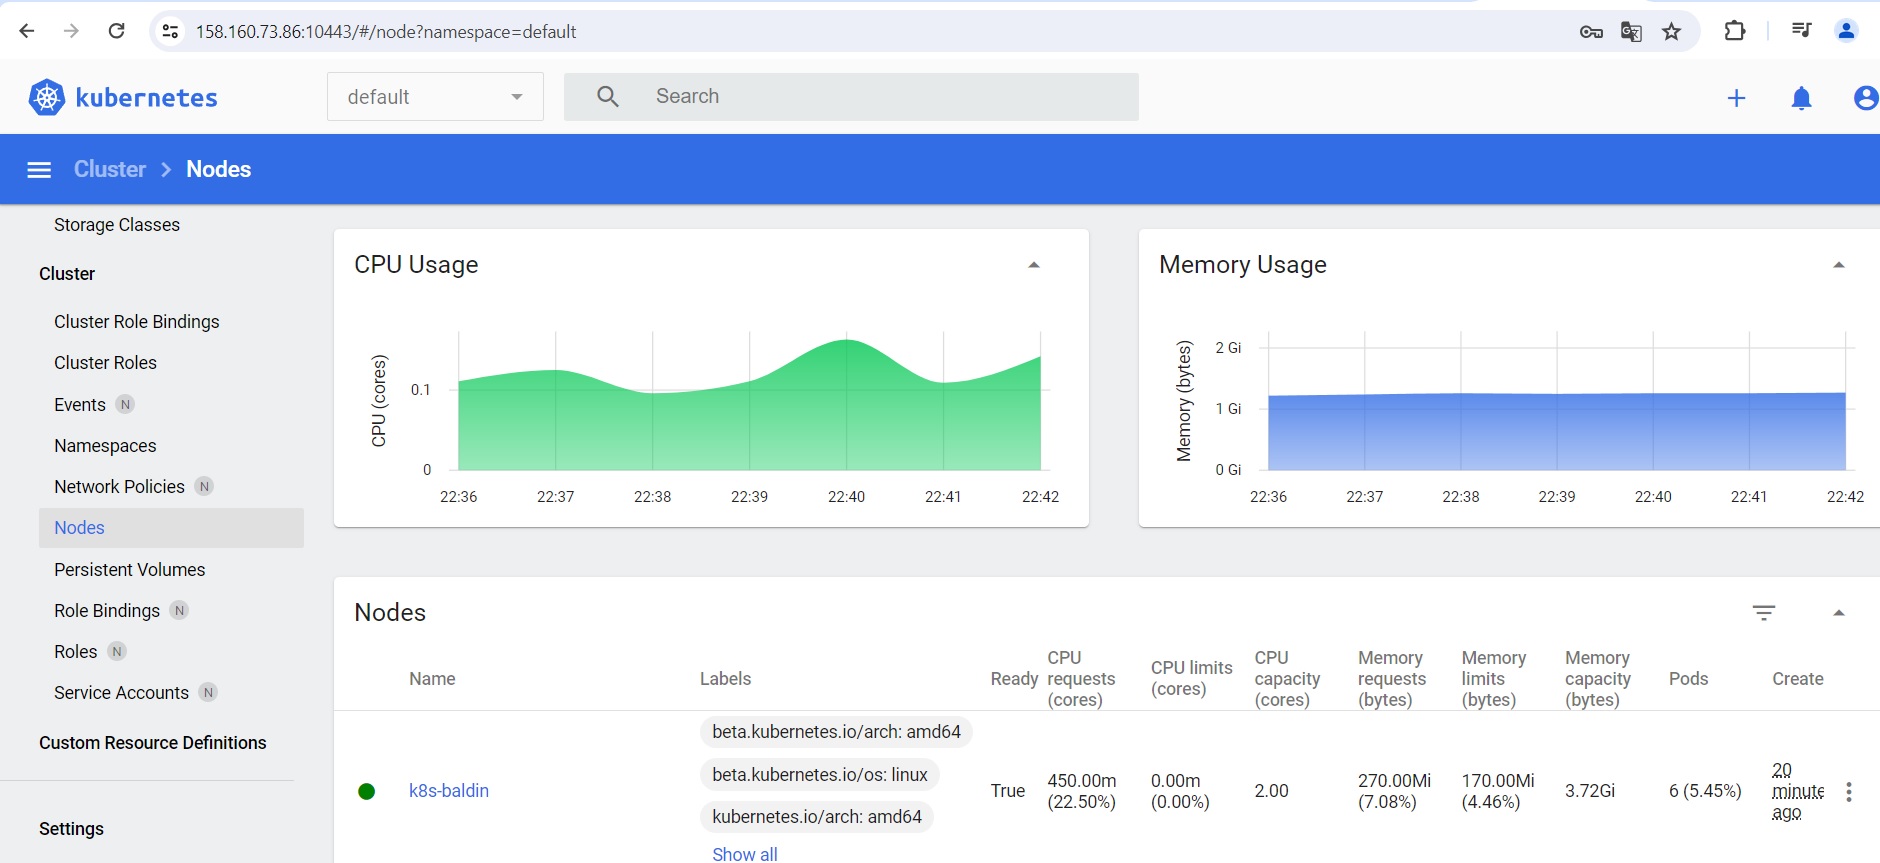 158.160.73.86:10443/#/node?namespace=default
kubernetes
default
Search
Cluster > Nodes
Storage Classes
Cluster
Cluster Role Bindings
Cluster Roles
Events N
Namespaces
Network Policies N
Nodes
Persistent Volumes
Role Bindings N
Roles N
Service Accounts N
Custom Resource Definitions
Settings
CPU Usage
CPU (cores)
0.1
0
22:36 22:37 22:38 22:39 22:40 22:41 22:42
Memory Usage
Memory (bytes)
2 Gi
1 Gi
0 Gi
22:36 22:37 22:38 22:39 22:40 22:41 22:42
Nodes
Name
Labels
Ready
CPU
requests
(cores)
CPU limits
(cores)
CPU
capacity
(cores)
Memory
requests
(bytes)
Memory
limits
(bytes)
Memory
capacity
(bytes)
Pods
Create
k8s-baldin
beta.kubernetes.io/arch: amd64
beta.kubernetes.io/os: linux
kubernetes.io/arch: amd64
Show all
True
450.00m
(22.50%)
0.00m
(0.00%)
2.00
270.00Mi
(7.08%)
170.00Mi
(4.46%)
3.72Gi
6 (5.45%)
20
minute
ago